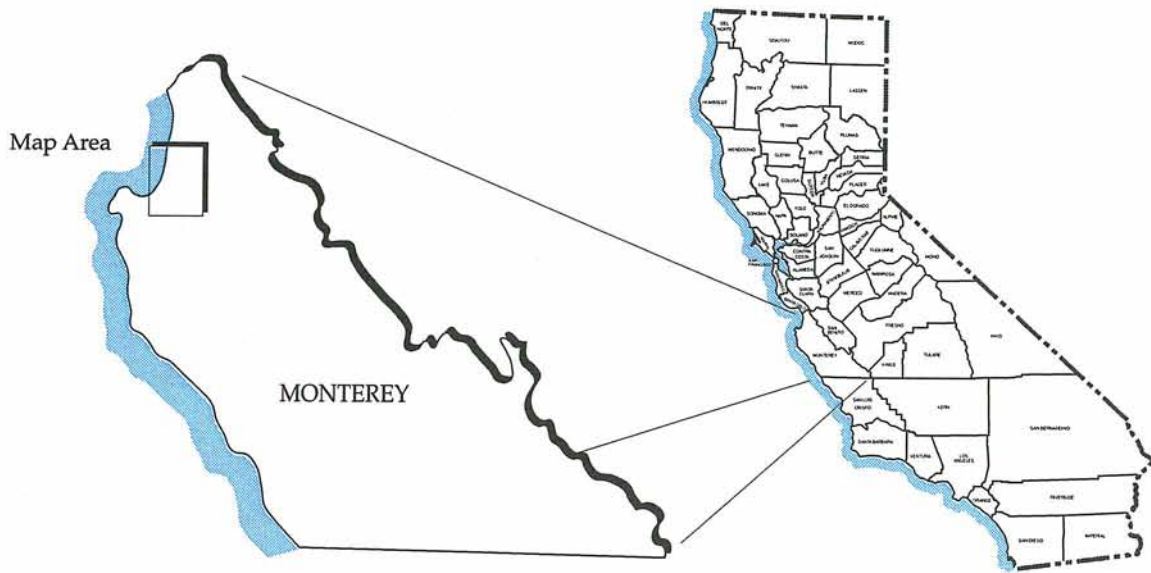 Map Area
MONTEREY
DEL
NORTE
SISKIYOU
MODOC
HUMBOLDT
TRINITY
SHASTA
LASSEN
TEHAMA
PLUMAS
MENDOCINO
GLENN
BUTTE
SIERRA
NEVADA
PLACER
LAKE
COLUSA
YOLO
EL DORADO
ALPINE
SONOMA
NAPA
SOLANO
CONTRA
COSTA
SAN
JOAQUIN
TUOLUMNE
MONO
ALAMEDA
SANTA
CLARA
STANISLAUS
MARIPOSA
MERCED
MADERA
SAN
BENITO
FRESNO
INYO
MONTEREY
KINGS
TULARE
SAN LUIS
OBISPO
KERN
SAN BERNARDINO
SANTA BARBARA
VENTURA
LOS
ANGELES
ORANGE
RIVERSIDE
SAN DIEGO
IMPERIAL